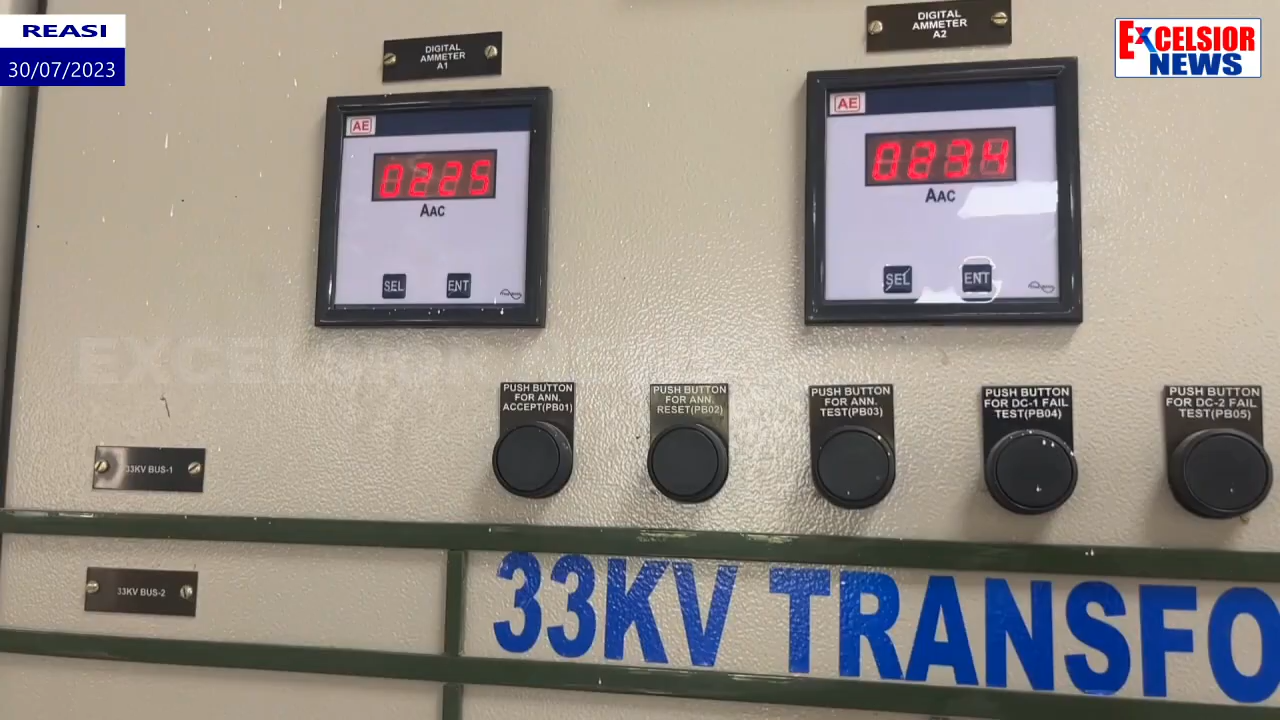 REASI
30/07/2023
EXCELSIOR
NEWS
DIGITAL
AMMETER
A1
DIGITAL
AMMETER
A2
AE
0225
AAC
SEL ENT
AE
0234
AAC
SEL ENT
EXCELSIOR
PUSH BUTTON
FOR ANN.
ACCEPT(PB01)
PUSH BUTTON
FOR ANN.
RESET(PB02)
PUSH BUTTON
FOR ANN.
TEST(PB03)
PUSH BUTTON
FOR DC-1 FAIL
TEST(PB04)
PUSH BUTTON
FOR DC-2 FAIL
TEST(PB05)
33KV BUS-1
33KV BUS-2
33KV TRANSFO